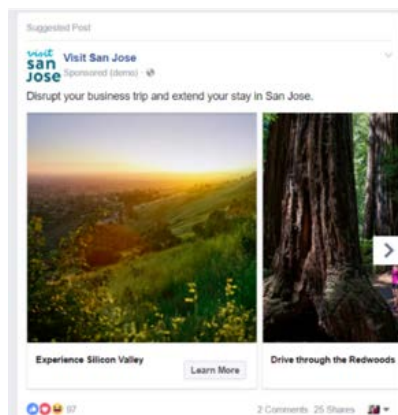 Suggested Post
visit
san
jose
Visit San Jose
Sponsored (demo) ·
Disrupt your business trip and extend your stay in San Jose.
Experience Silicon Valley
Learn More
Drive through the Redwoods
97
2 Comments 25 Shares